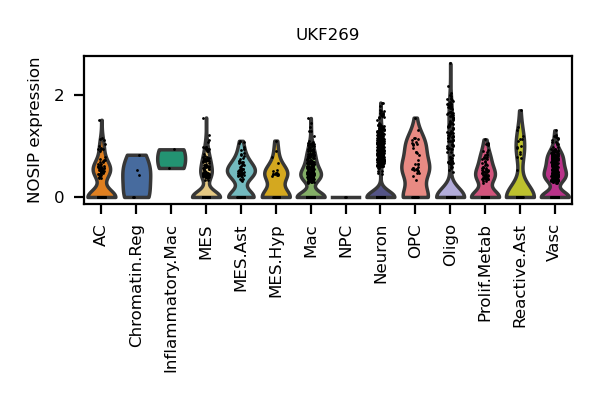 UKF269
NOSIP expression
2
0
AC
Chromatin.Reg
Inflammatory.Mac
MES
MES.Ast
MES.Hyp
Mac
NPC
Neuron
OPC
Oligo
Prolif.Metab
Reactive.Ast
Vasc